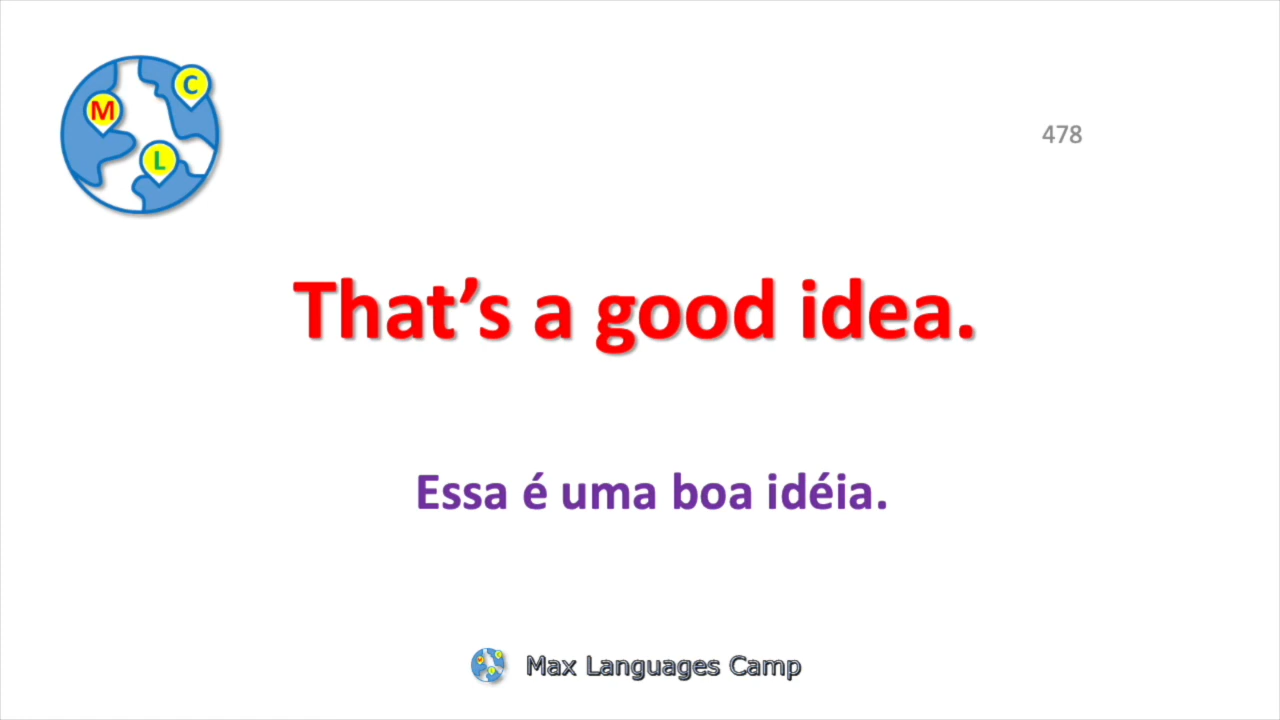 M
C
L
478
That’s a good idea.
Essa é uma boa idéia.
Max Languages Camp